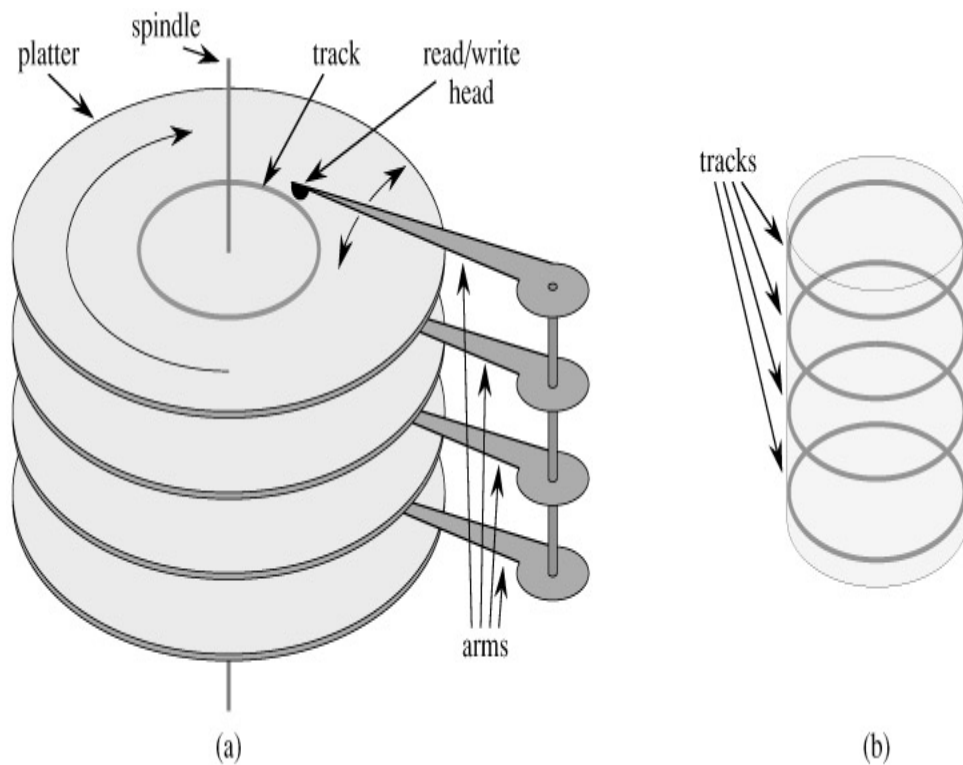 spindle
platter
track
read/write
head
tracks
arms
(a)
(b)